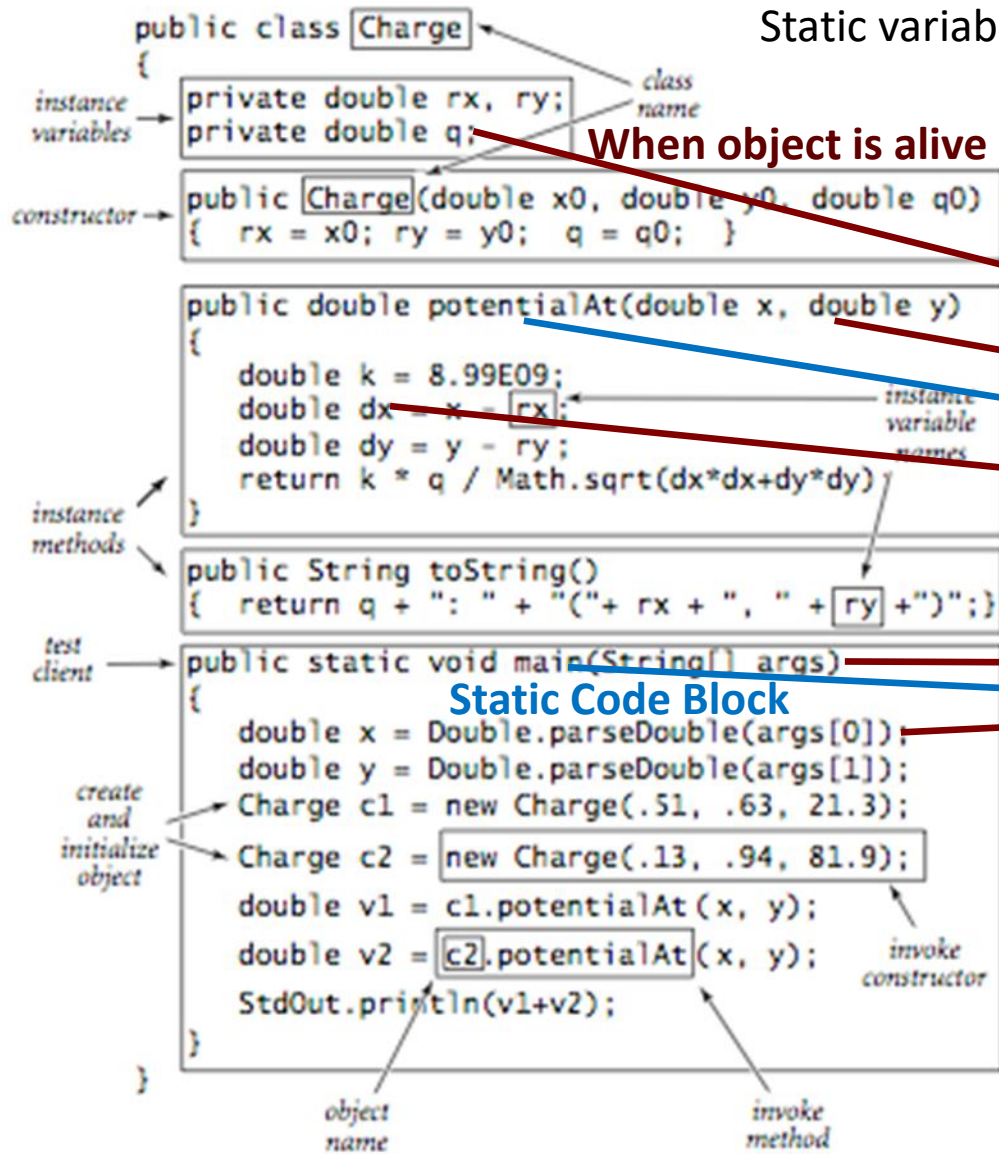 public class Charge
Static variab
{
class
name
instance
variables
private double rx, ry;
private double q;
When object is alive
constructor
public Charge(double x0, double y0, double q0)
{ rx = x0; ry = y0; q = q0; }
public double potentialAt(double x, double y)
{
double k = 8.99E09;
double dx = x - rx;
double dy = y - ry;
return k * q / Math.sqrt(dx*dx+dy*dy)
}
instance
variable
names
instance
methods
public String toString()
{ return q + ": " + "("+ rx + ", " + ry +")";}
test
client
public static void main(String[] args)
{
Static Code Block
double x = Double.parseDouble(args[0]);
double y = Double.parseDouble(args[1]);
create
and
initialize
object
Charge c1 = new Charge(.51, .63, 21.3);
Charge c2 = new Charge(.13, .94, 81.9);
double v1 = c1.potentialAt(x, y);
double v2 = c2.potentialAt(x, y);
invoke
constructor
StdOut.println(v1+v2);
}
}
object
name
invoke
method